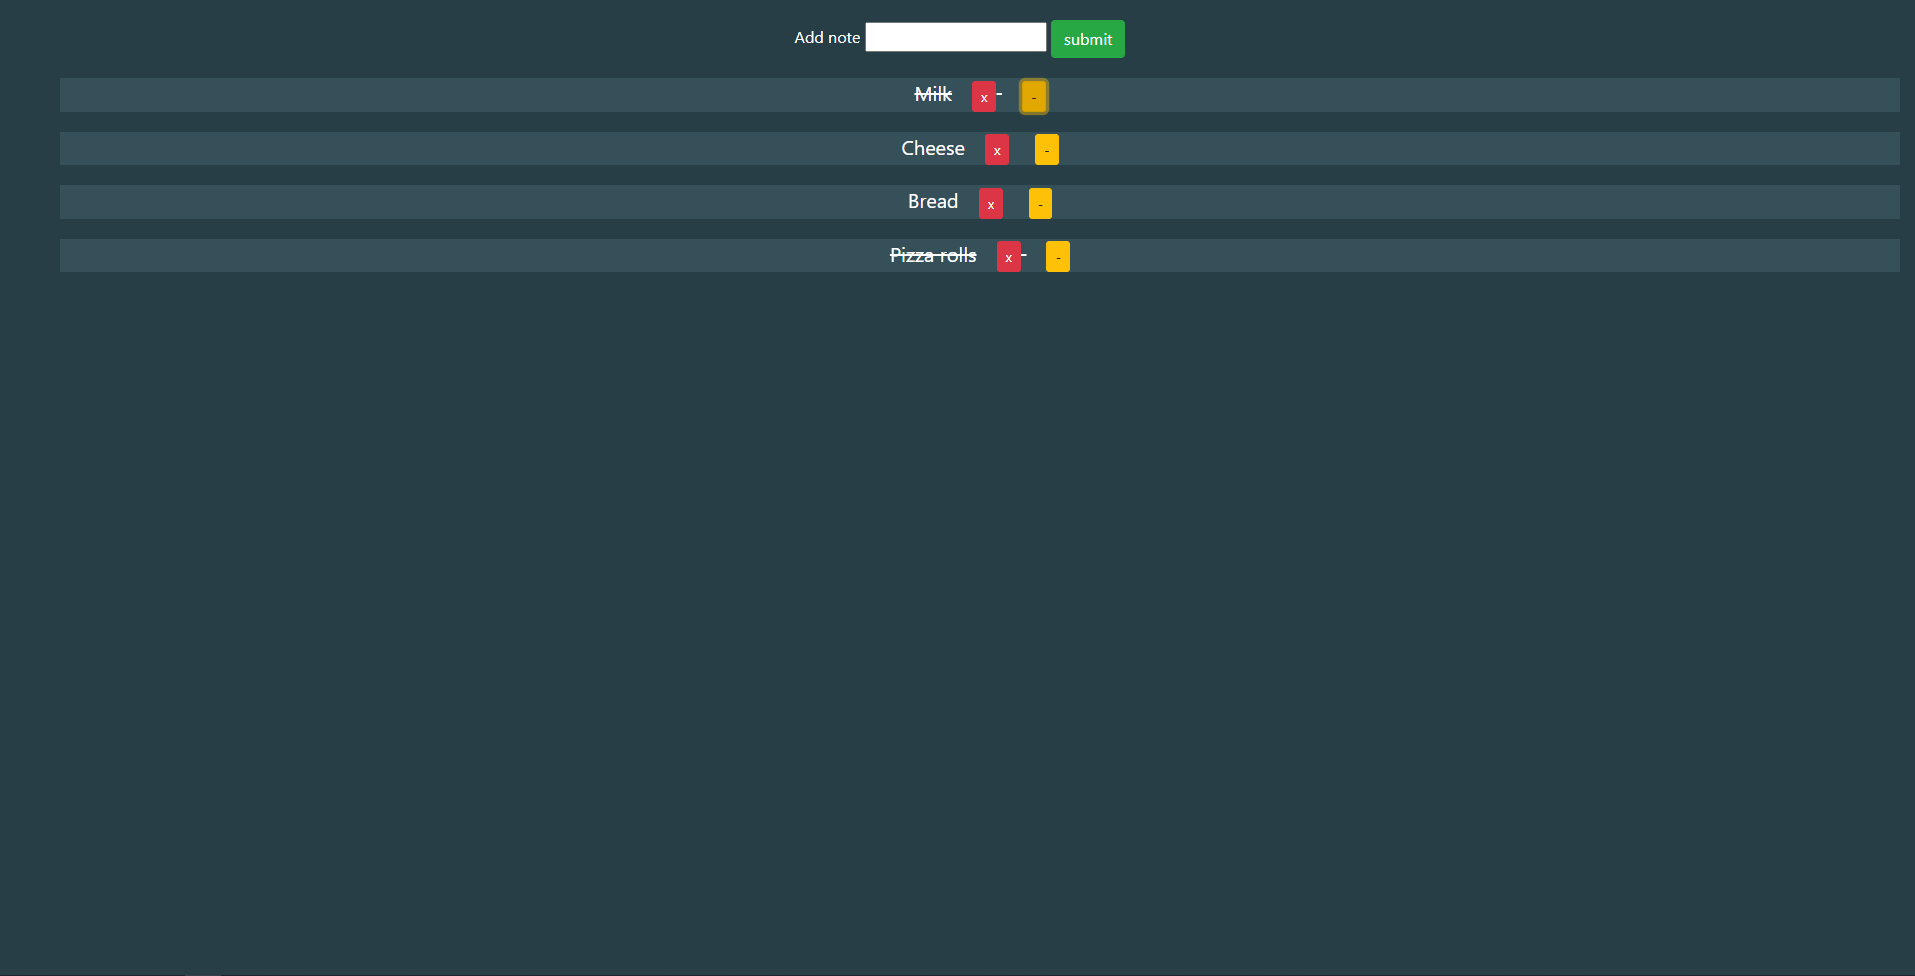 Add note submit
Milk x -
Cheese x -
Bread x -
Pizza rolls x -